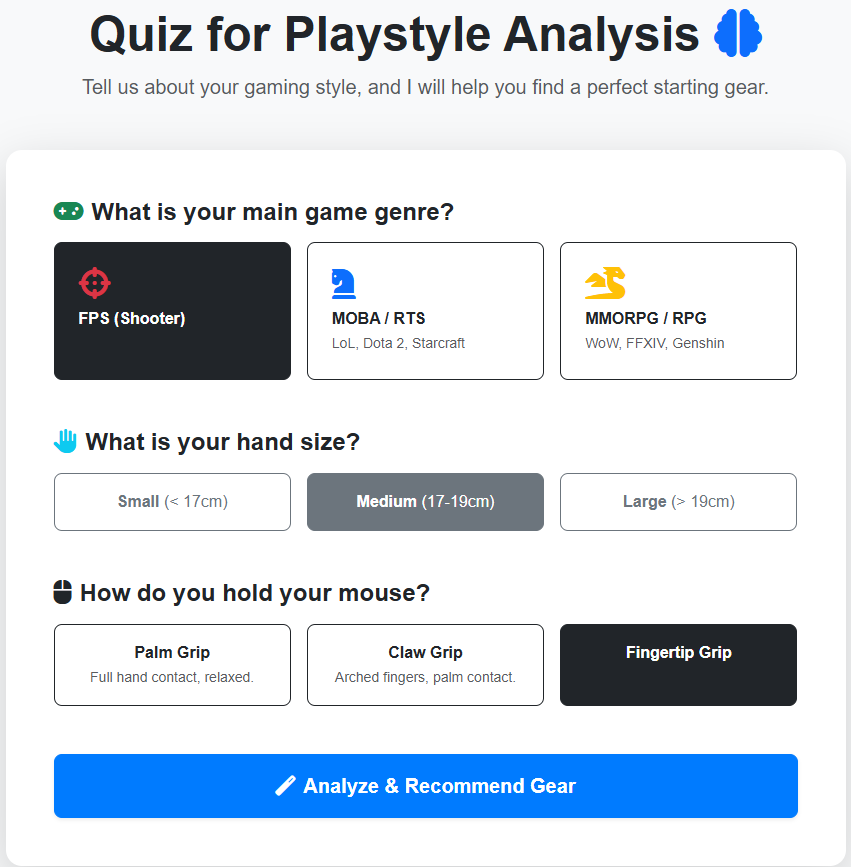 Quiz for Playstyle Analysis
Tell us about your gaming style, and I will help you find a perfect starting gear.
What is your main game genre?
FPS (Shooter)
MOBA / RTS
LoL, Dota 2, Starcraft
MMORPG / RPG
WoW, FFXIV, Genshin
What is your hand size?
Small (< 17cm)
Medium (17-19cm)
Large (> 19cm)
How do you hold your mouse?
Palm Grip
Full hand contact, relaxed.
Claw Grip
Arched fingers, palm contact.
Fingertip Grip
Analyze & Recommend Gear